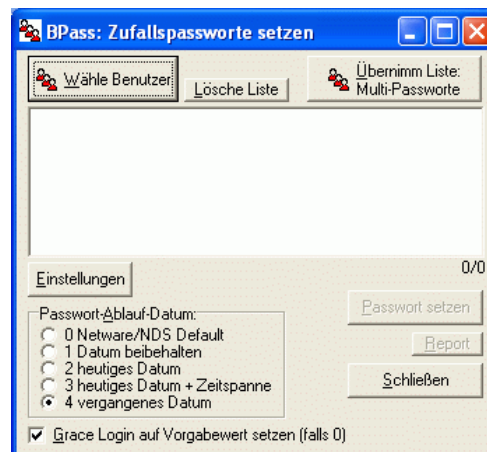 BPass: Zufallspassworte setzen
Wähle Benutzer
Lösche Liste
Übernimm Liste:
Multi-Passworte
0/0
Einstellungen
Passwort-Ablauf-Datum:
0 Netware/NDS Default
1 Datum beibehalten
2 heutiges Datum
3 heutiges Datum + Zeitspanne
4 vergangenes Datum
Passwort setzen
Report
Schließen
Grace Login auf Vorgabewert setzen (falls 0)